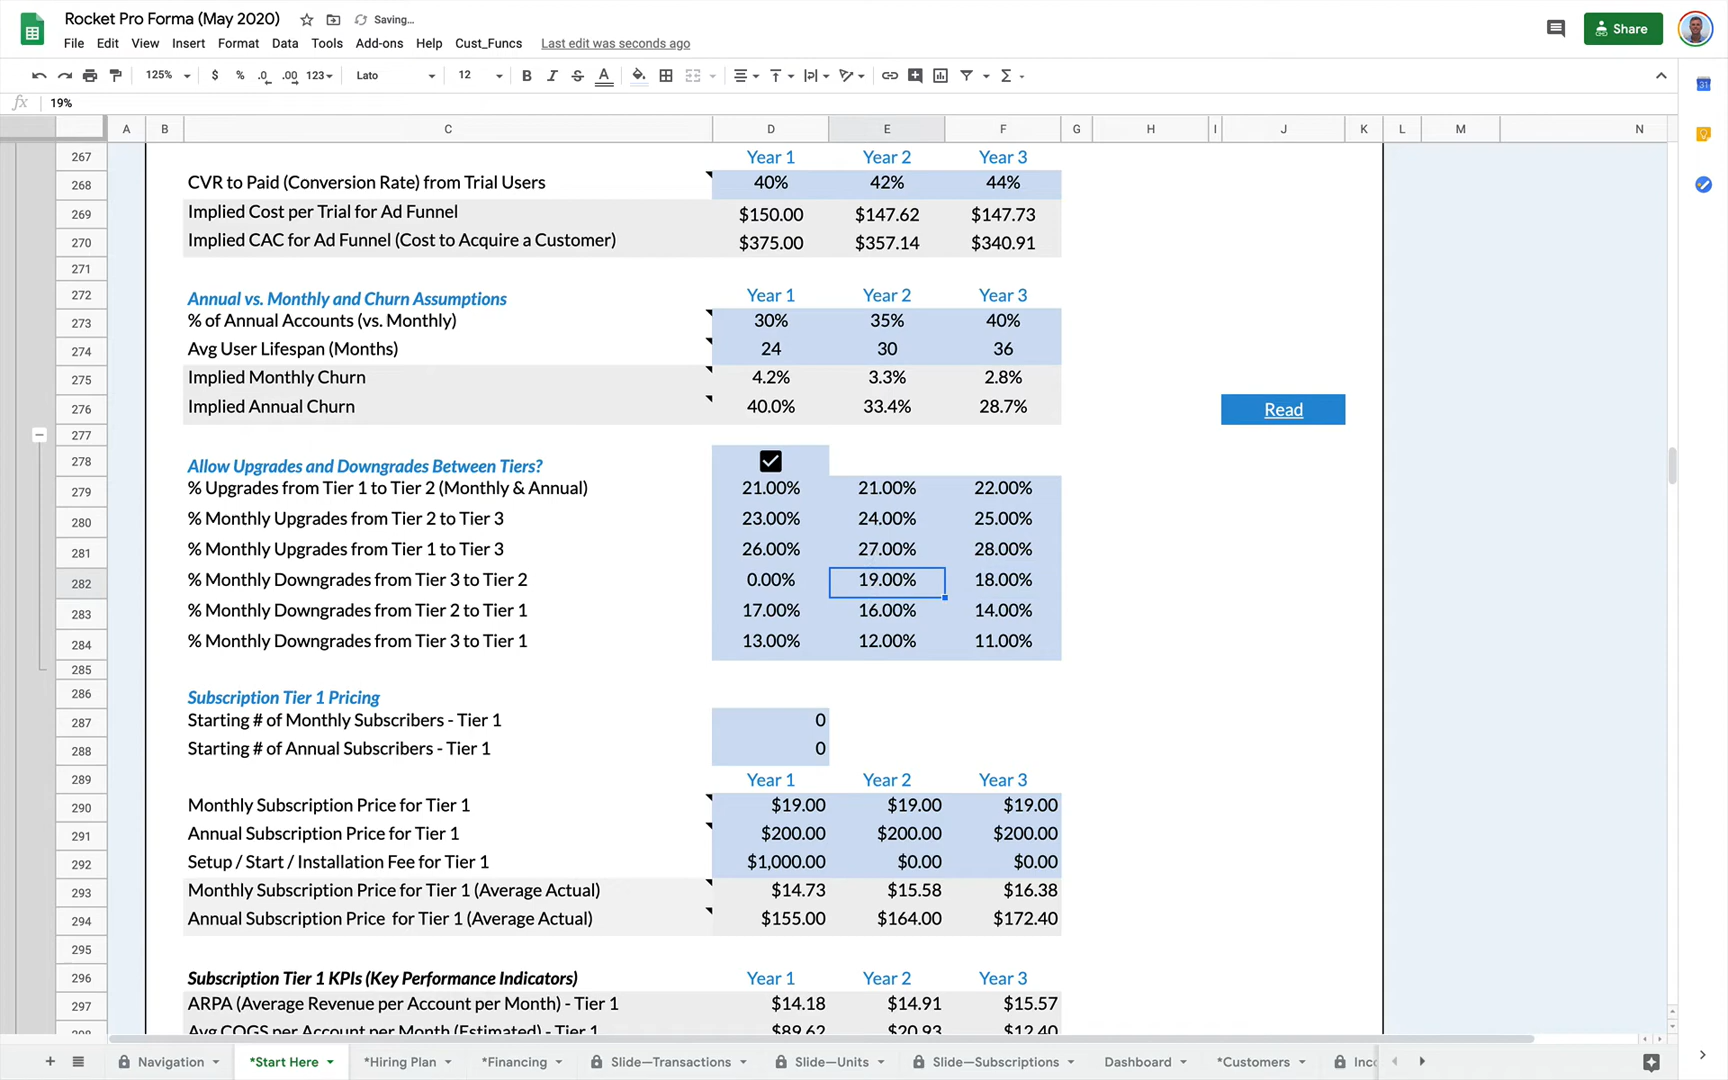 Rocket Pro Forma (May 2020) Saving...
File Edit View Insert Format Data Tools Add-ons Help Cust_Funcs Last edit was seconds ago
Share
125% $ % .0 .00 123 Lato 12 B I S A Σ
fx 19%
A B C D E F G H I J K L M N
267 Year 1 Year 2 Year 3
268 CVR to Paid (Conversion Rate) from Trial Users 40% 42% 44%
269 Implied Cost per Trial for Ad Funnel $150.00 $147.62 $147.73
270 Implied CAC for Ad Funnel (Cost to Acquire a Customer) $375.00 $357.14 $340.91
271
272 Annual vs. Monthly and Churn Assumptions Year 1 Year 2 Year 3
273 % of Annual Accounts (vs. Monthly) 30% 35% 40%
274 Avg User Lifespan (Months) 24 30 36
275 Implied Monthly Churn 4.2% 3.3% 2.8%
276 Implied Annual Churn 40.0% 33.4% 28.7% Read
277
278 Allow Upgrades and Downgrades Between Tiers?
279 % Upgrades from Tier 1 to Tier 2 (Monthly & Annual) 21.00% 21.00% 22.00%
280 % Monthly Upgrades from Tier 2 to Tier 3 23.00% 24.00% 25.00%
281 % Monthly Upgrades from Tier 1 to Tier 3 26.00% 27.00% 28.00%
282 % Monthly Downgrades from Tier 3 to Tier 2 0.00% 19.00% 18.00%
283 % Monthly Downgrades from Tier 2 to Tier 1 17.00% 16.00% 14.00%
284 % Monthly Downgrades from Tier 3 to Tier 1 13.00% 12.00% 11.00%
285
286 Subscription Tier 1 Pricing
287 Starting # of Monthly Subscribers - Tier 1 0
288 Starting # of Annual Subscribers - Tier 1 0
289 Year 1 Year 2 Year 3
290 Monthly Subscription Price for Tier 1 $19.00 $19.00 $19.00
291 Annual Subscription Price for Tier 1 $200.00 $200.00 $200.00
292 Setup / Start / Installation Fee for Tier 1 $1,000.00 $0.00 $0.00
293 Monthly Subscription Price for Tier 1 (Average Actual) $14.73 $15.58 $16.38
294 Annual Subscription Price for Tier 1 (Average Actual) $155.00 $164.00 $172.40
295
296 Subscription Tier 1 KPIs (Key Performance Indicators) Year 1 Year 2 Year 3
297 ARPA (Average Revenue per Account per Month) - Tier 1 $14.18 $14.91 $15.57
298 Avg COGS per Account per Month (Estimated) - Tier 1 $89.62 $20.93 $12.40
Navigation *Start Here *Hiring Plan *Financing Slide—Transactions Slide—Units Slide—Subscriptions Dashboard *Customers Inc